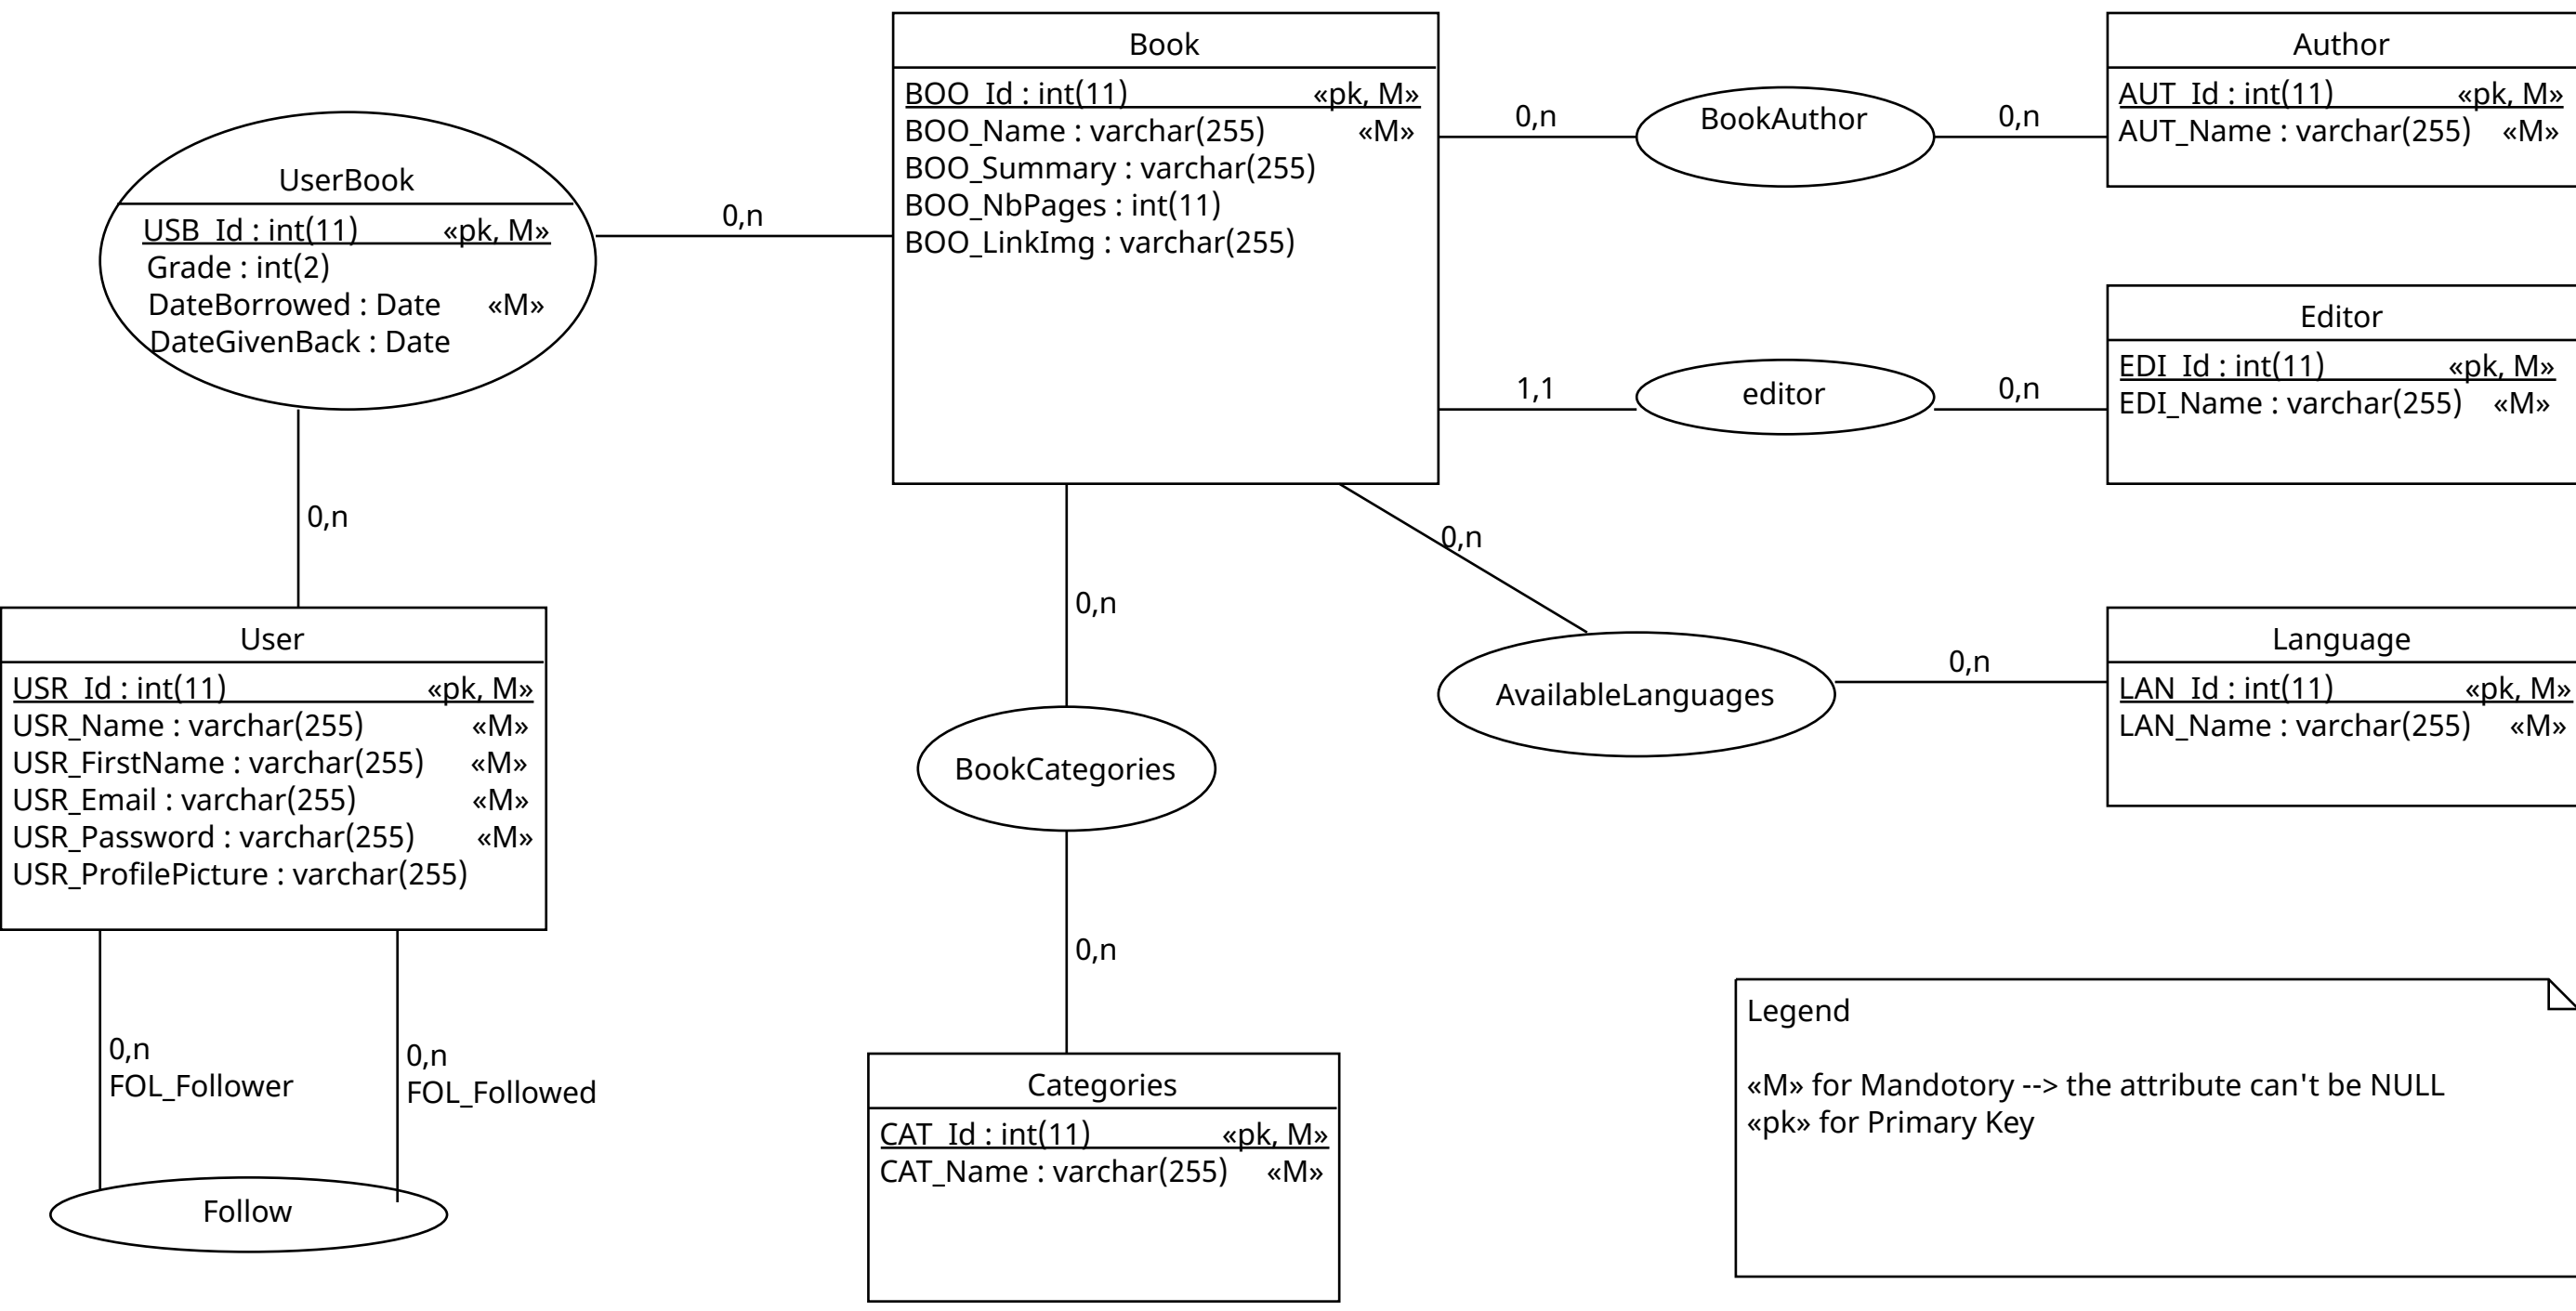 Book
BOO_Id : int(11) «pk, M»
BOO_Name : varchar(255) «M»
BOO_Summary : varchar(255)
BOO_NbPages : int(11)
BOO_LinkImg : varchar(255)
0,n
BookAuthor
0,n
Author
AUT_Id : int(11) «pk, M»
AUT_Name : varchar(255) «M»
UserBook
USB_Id : int(11) «pk, M»
Grade : int(2)
DateBorrowed : Date «M»
DateGivenBack : Date
0,n
1,1
editor
0,n
Editor
EDI_Id : int(11) «pk, M»
EDI_Name : varchar(255) «M»
0,n
0,n
0,n
AvailableLanguages
0,n
Language
LAN_Id : int(11) «pk, M»
LAN_Name : varchar(255) «M»
User
USR_Id : int(11) «pk, M»
USR_Name : varchar(255) «M»
USR_FirstName : varchar(255) «M»
USR_Email : varchar(255) «M»
USR_Password : varchar(255) «M»
USR_ProfilePicture : varchar(255)
BookCategories
0,n
0,n
FOL_Follower
0,n
FOL_Followed
Follow
Categories
CAT_Id : int(11) «pk, M»
CAT_Name : varchar(255) «M»
Legend
«M» for Mandotory --> the attribute can't be NULL
«pk» for Primary Key